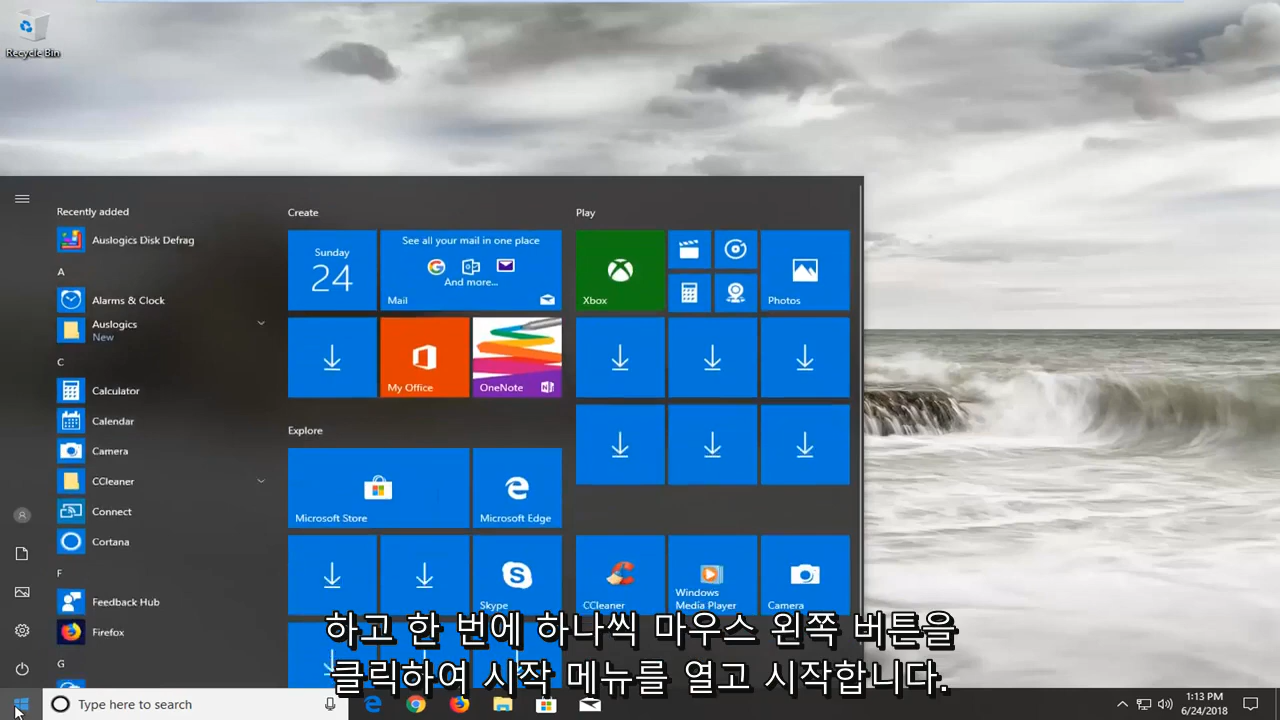 Recycle Bin
Recently added
Auslogics Disk Defrag
A
Alarms & Clock
Auslogics
New
C
Calculator
Calendar
Camera
CCleaner
Connect
Cortana
F
Feedback Hub
Firefox
G
Create
Sunday
24
See all your mail in one place
And more...
Mail
My Office
OneNote
Explore
Microsoft Store
Microsoft Edge
Skype
Play
Xbox
Photos
CCleaner
Windows
Media Player
Camera
하고 한 번에 하나씩 마우스 왼쪽 버튼을
클릭하여 시작 메뉴를 열고 시작합니다.
Type here to search
1:13 PM
6/24/2018